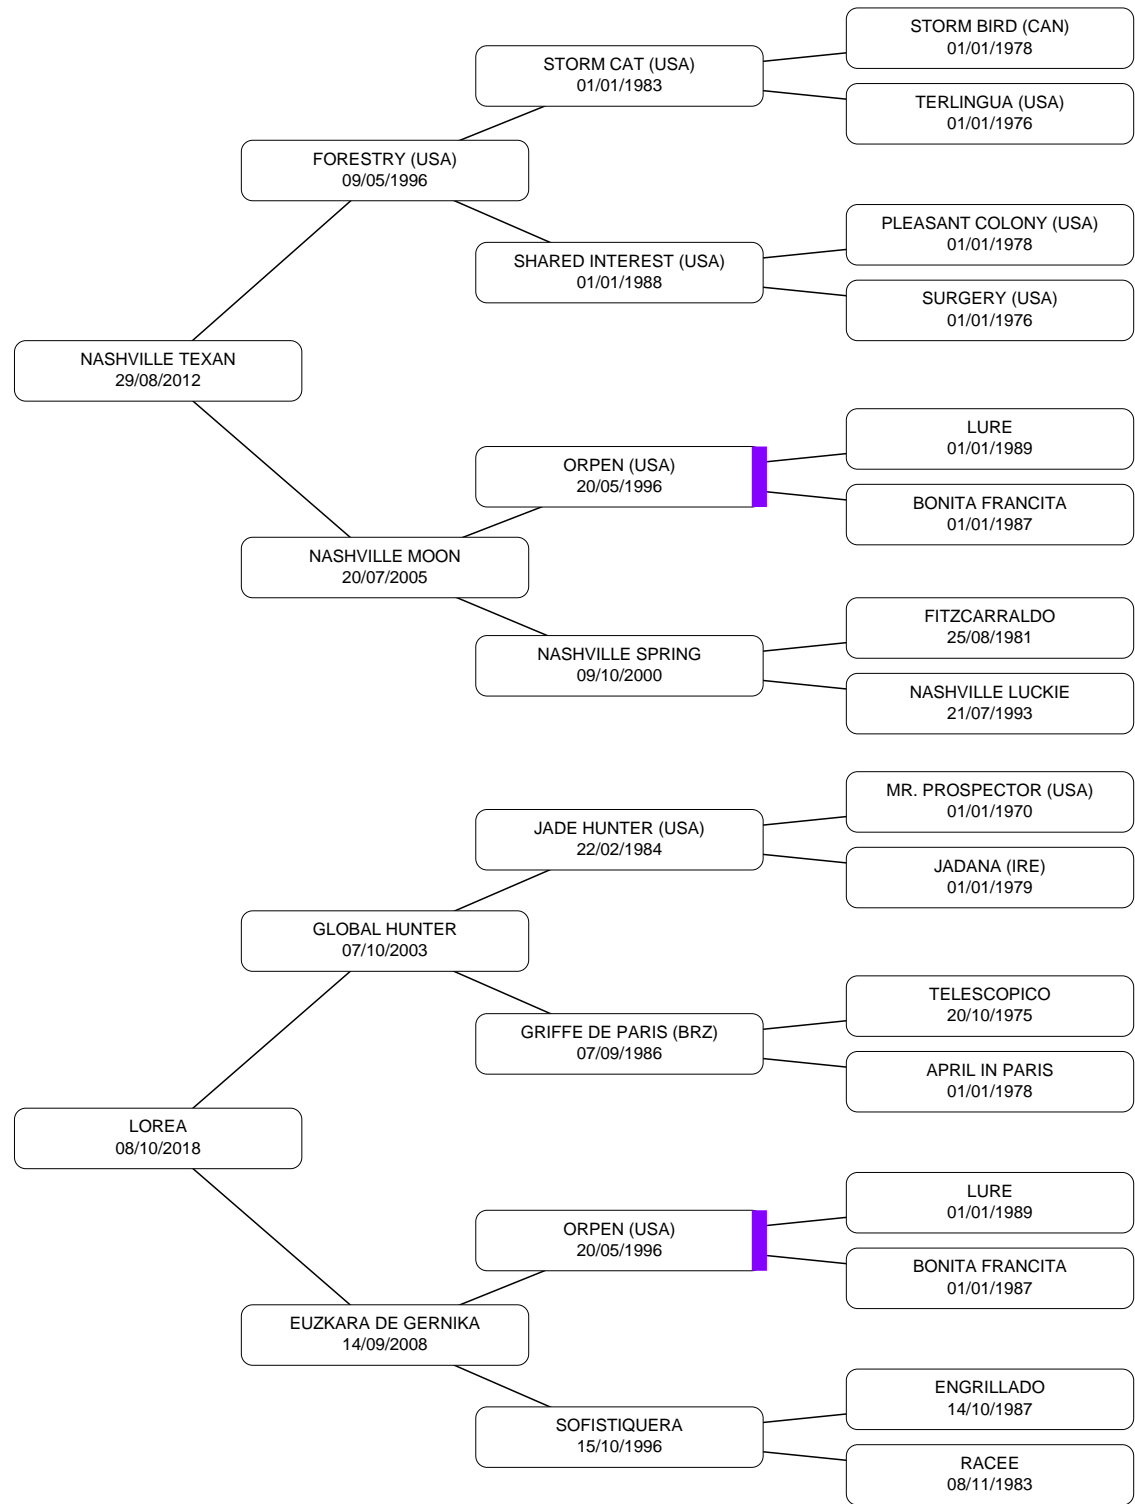 STORM BIRD (CAN)
01/01/1978
STORM CAT (USA)
01/01/1983
TERLINGUA (USA)
01/01/1976
FORESTRY (USA)
09/05/1996
PLEASANT COLONY (USA)
01/01/1978
SHARED INTEREST (USA)
01/01/1988
SURGERY (USA)
01/01/1976
NASHVILLE TEXAN
29/08/2012
LURE
01/01/1989
ORPEN (USA)
20/05/1996
BONITA FRANCITA
01/01/1987
NASHVILLE MOON
20/07/2005
FITZCARRALDO
25/08/1981
NASHVILLE SPRING
09/10/2000
NASHVILLE LUCKIE
21/07/1993
MR. PROSPECTOR (USA)
01/01/1970
JADE HUNTER (USA)
22/02/1984
JADANA (IRE)
01/01/1979
GLOBAL HUNTER
07/10/2003
TELESCOPICO
20/10/1975
GRIFFE DE PARIS (BRZ)
07/09/1986
APRIL IN PARIS
01/01/1978
LOREA
08/10/2018
LURE
01/01/1989
ORPEN (USA)
20/05/1996
BONITA FRANCITA
01/01/1987
EUZKARA DE GERNIKA
14/09/2008
ENGRILLADO
14/10/1987
SOFISTIQUERA
15/10/1996
RACEE
08/11/1983